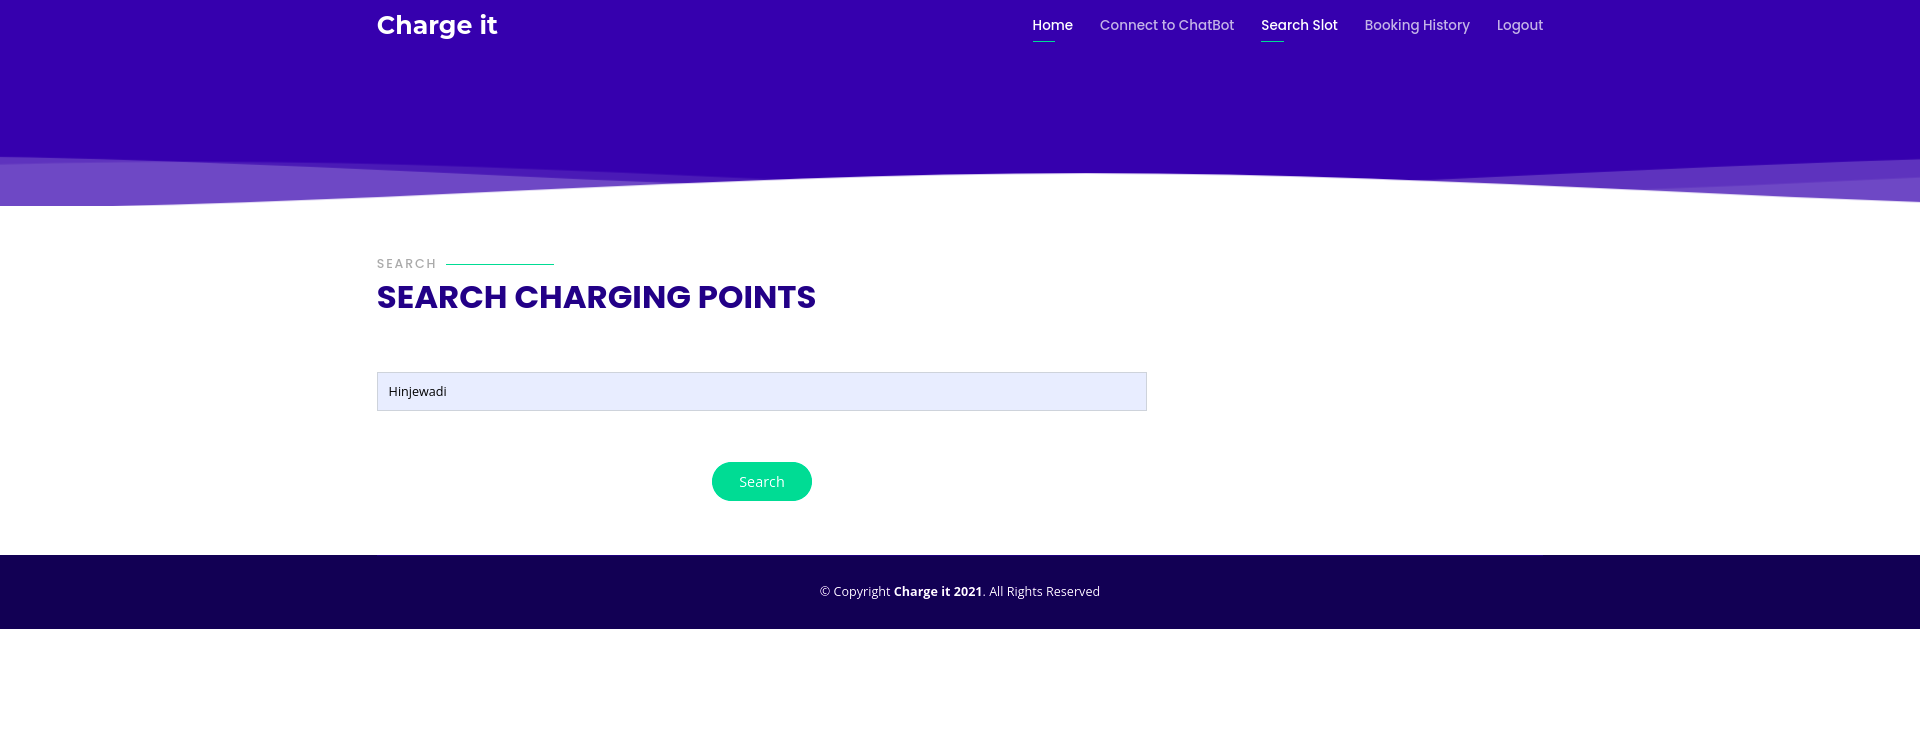 Charge it
Home Connect to ChatBot Search Slot Booking History Logout
SEARCH
SEARCH CHARGING POINTS
Hinjewadi
Search
© Copyright Charge it 2021. All Rights Reserved